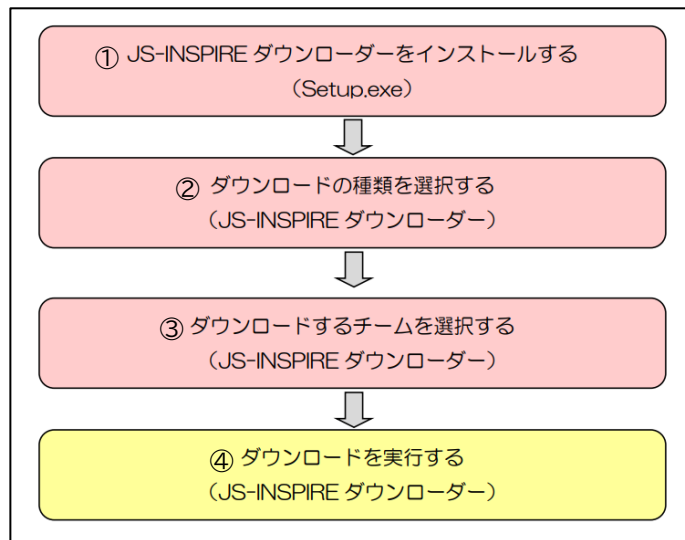 ① JS-INSPIRE ダウンローダーをインストールする
（Setup.exe）
② ダウンロードの種類を選択する
（JS-INSPIRE ダウンローダー）
③ ダウンロードするチームを選択する
（JS-INSPIRE ダウンローダー）
④ ダウンロードを実行する
（JS-INSPIRE ダウンローダー）